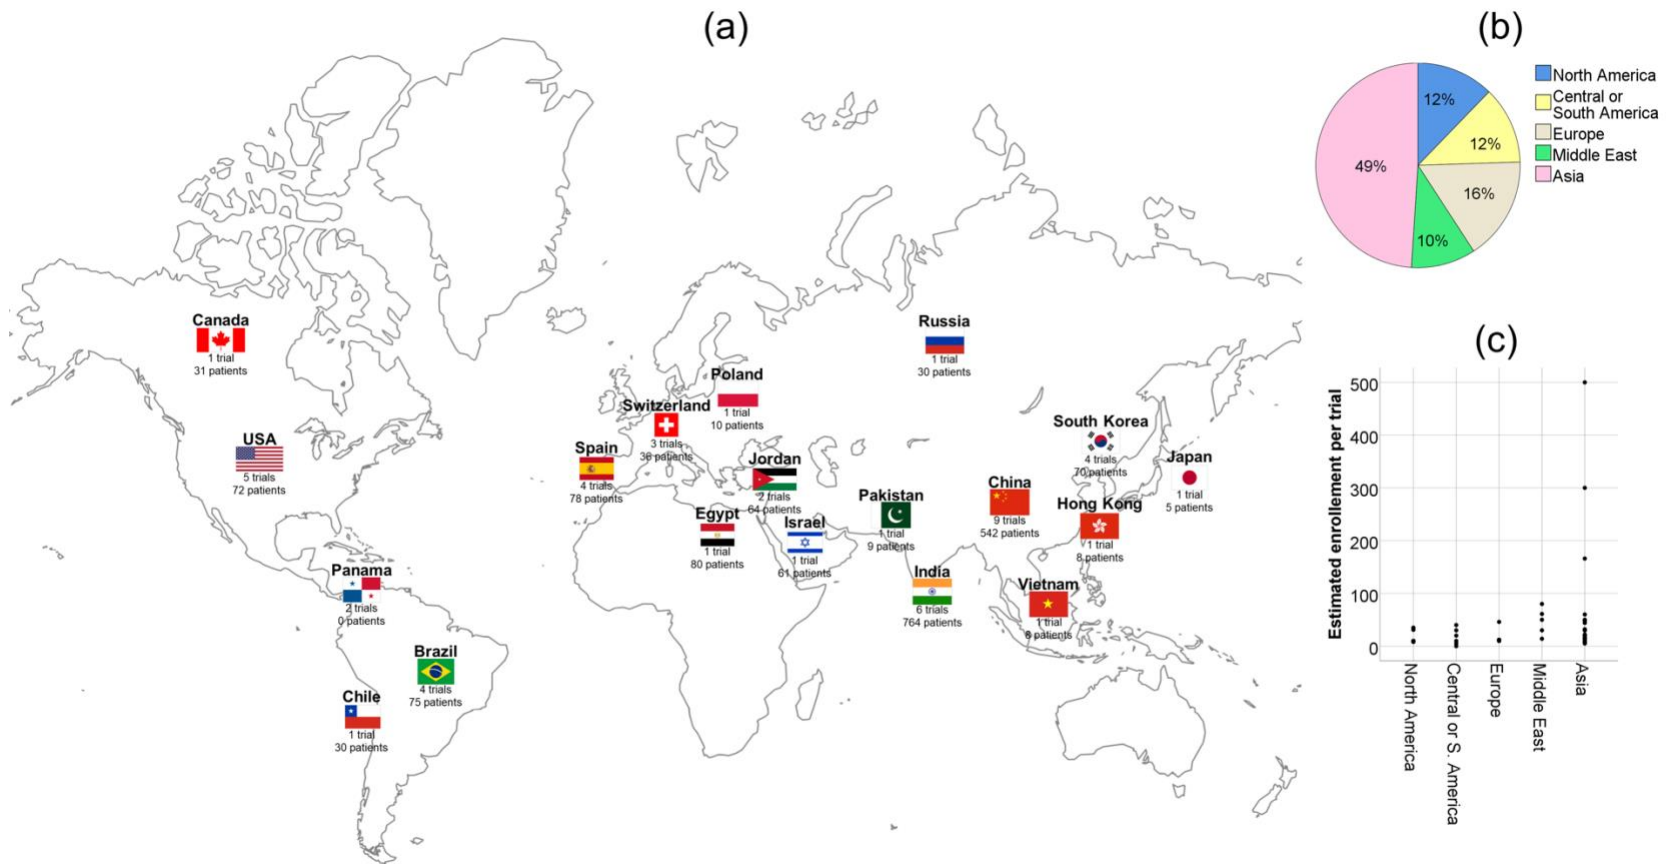 (a)
Canada
1 trial
31 patients
USA
5 trials
72 patients
Panama
2 trials
0 patients
Brazil
4 trials
75 patients
Chile
1 trial
30 patients
Russia
1 trial
30 patients
Poland
1 trial
10 patients
Switzerland
3 trials
36 patients
Spain
4 trials
78 patients
Jordan
2 trials
64 patients
Egypt
1 trial
80 patients
Israel
1 trial
61 patients
Pakistan
1 trial
9 patients
India
6 trials
764 patients
China
9 trials
542 patients
South Korea
4 trials
70 patients
Japan
1 trial
5 patients
Hong Kong
1 trial
8 patients
Vietnam
1 trial
patients
(b)
12%
12%
16%
10%
49%
North America
Central or
South America
Europe
Middle East
Asia
(c)
Estimated enrollement per trial
500
400
300
200
100
0
North America
Central or S. America
Europe
Middle East
Asia